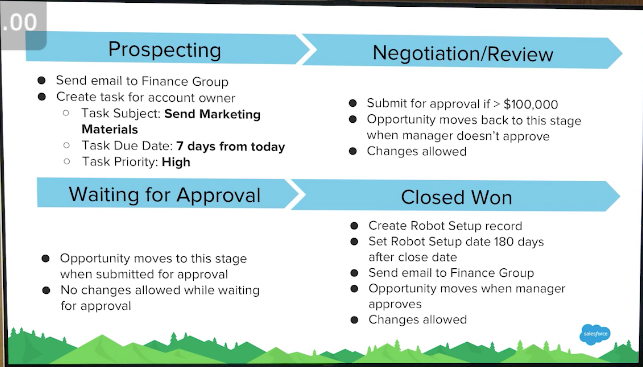 .00
Prospecting
● Send email to Finance Group
● Create task for account owner
○ Task Subject: Send Marketing
Materials
○ Task Due Date: 7 days from today
○ Task Priority: High
Negotiation/Review
● Submit for approval if > $100,000
● Opportunity moves back to this stage
when manager doesn't approve
● Changes allowed
Waiting for Approval
● Opportunity moves to this stage
when submitted for approval
● No changes allowed while waiting
for approval
Closed Won
● Create Robot Setup record
● Set Robot Setup date 180 days
after close date
● Send email to Finance Group
● Opportunity moves when manager
approves
● Changes allowed
salesforce